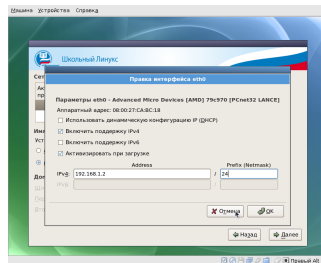 Машина Устройства Справка
Школьный Линукс
Правка интерфейса eth0
Параметры eth0 - Advanced Micro Devices [AMD] 79c970 [PCnet32 LANCE]
Аппаратный адрес: 08:00:27:CA:BC:18
Использовать динамическую конфигурацию IP (DHCP)
Включить поддержку IPv4
Включить поддержку IPv6
Активизировать при загрузке
Address Prefix (Netmask)
IPv4: 192.168.1.2 / 24
IPv6: /
Отмена OK
Назад Далее
Правый Alt